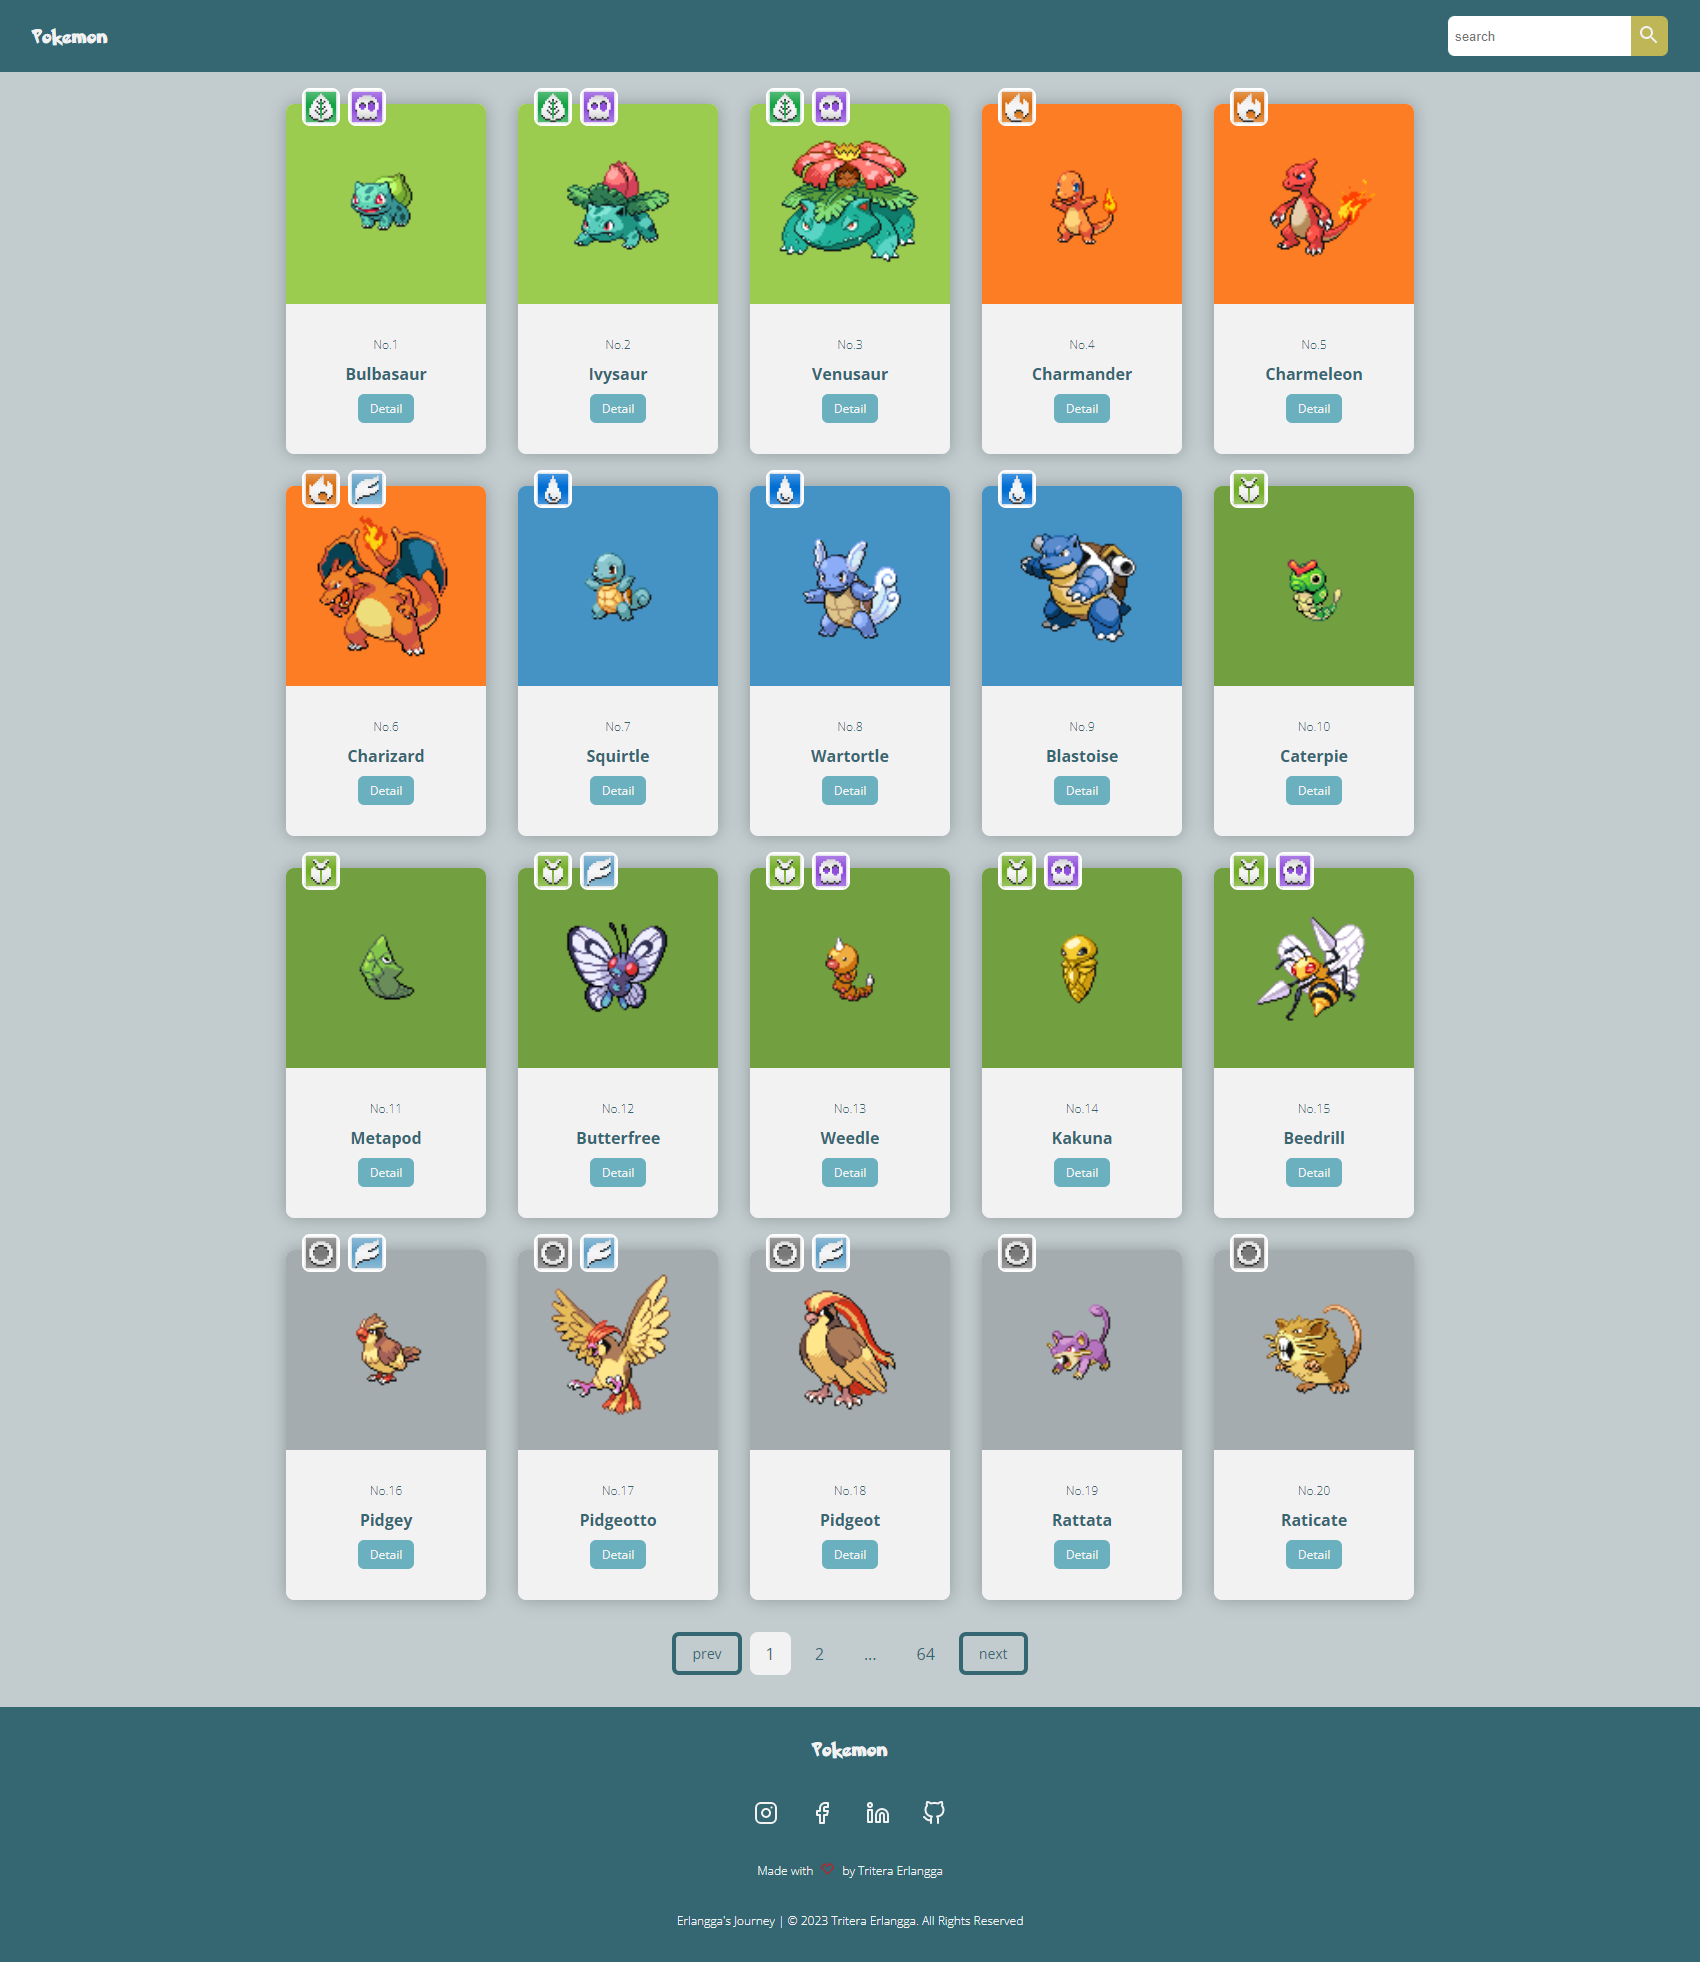 Pokemon
search
No.1
Bulbasaur
Detail
No.2
Ivysaur
Detail
No.3
Venusaur
Detail
No.4
Charmander
Detail
No.5
Charmeleon
Detail
No.6
Charizard
Detail
No.7
Squirtle
Detail
No.8
Wartortle
Detail
No.9
Blastoise
Detail
No.10
Caterpie
Detail
No.11
Metapod
Detail
No.12
Butterfree
Detail
No.13
Weedle
Detail
No.14
Kakuna
Detail
No.15
Beedrill
Detail
No.16
Pidgey
Detail
No.17
Pidgeotto
Detail
No.18
Pidgeot
Detail
No.19
Rattata
Detail
No.20
Raticate
Detail
prev 1 2 ... 64 next
Pokemon
Made with by Tritera Erlangga
Erlangga's Journey | © 2023 Tritera Erlangga. All Rights Reserved